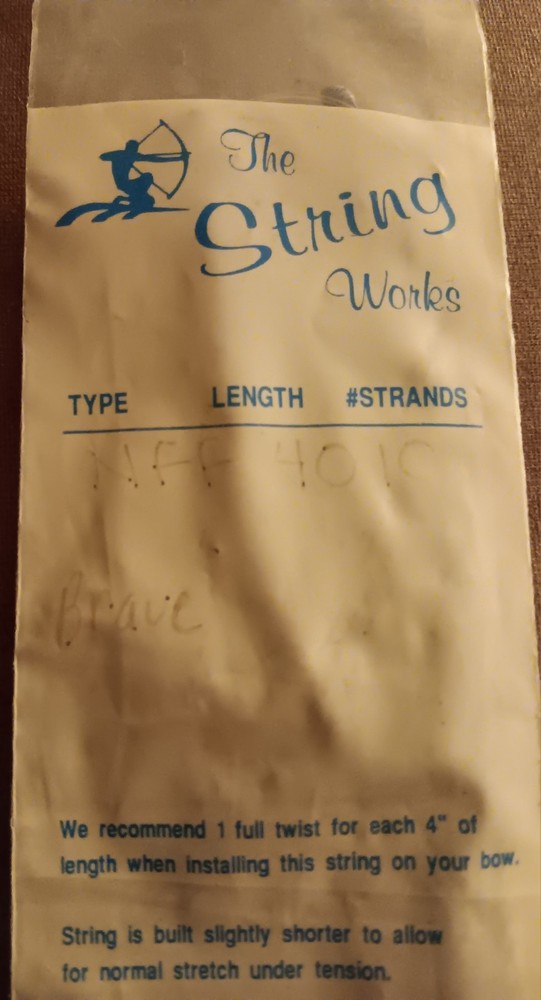 The
String
Works
TYPE LENGTH #STRANDS
NFF 40
Brave
We recommend 1 full twist for each 4" of
length when installing this string on your bow.
String is built slightly shorter to allow
for normal stretch under tension.